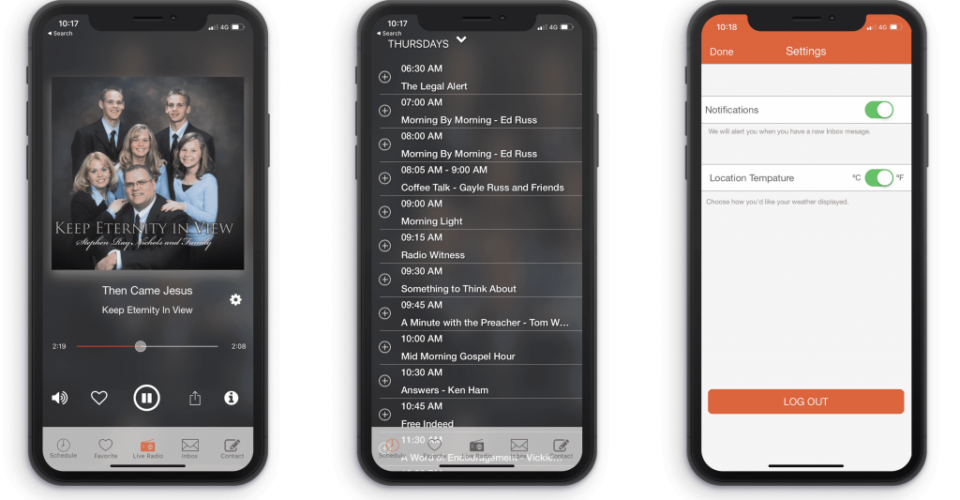 10:17
4G
Search
KEEP ETERNITY IN VIEW
Stephen Ray Nichols and Family
Then Came Jesus
Keep Eternity In View
2:19
2:08
Schedule
Favorite
Live Radio
Inbox
Contact
10:17
4G
Search
THURSDAYS
06:30 AM
The Legal Alert
07:00 AM
Morning By Morning - Ed Russ
08:00 AM
Morning By Morning - Ed Russ
08:05 AM - 9:00 AM
Coffee Talk - Gayle Russ and Friends
09:00 AM
Morning Light
09:15 AM
Radio Witness
09:30 AM
Something to Think About
09:45 AM
A Minute with the Preacher - Tom W...
10:00 AM
Mid Morning Gospel Hour
10:30 AM
Answers - Ken Ham
10:45 AM
Free Indeed
11:30 AM
A Word of Encouragement - Vickie...
Schedule
Inbox
Contact
10:18
4G
Done
Settings
Notifications
We will alert you when you have a new Inbox mesage.
Location Tempature
°C
°F
Choose how you'd like your weather displayed.
LOG OUT